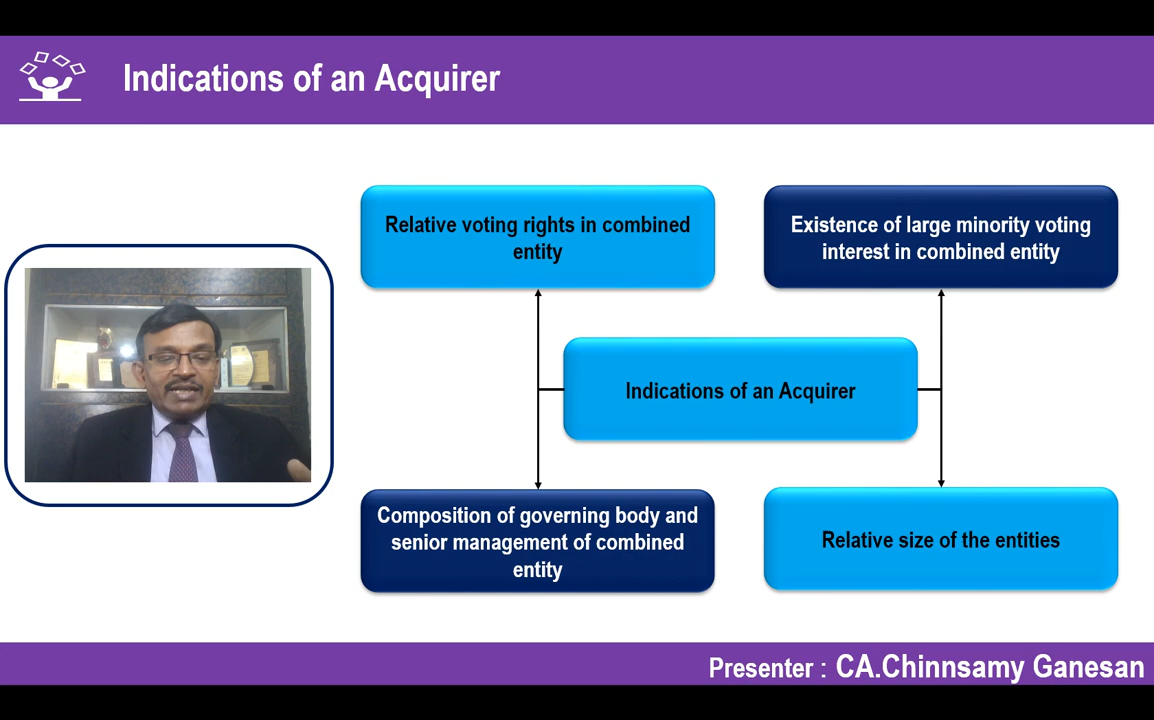 Indications of an Acquirer
Relative voting rights in combined
entity
Existence of large minority voting
interest in combined entity
Indications of an Acquirer
Composition of governing body and
senior management of combined
entity
Relative size of the entities
Presenter : CA.Chinnsamy Ganesan